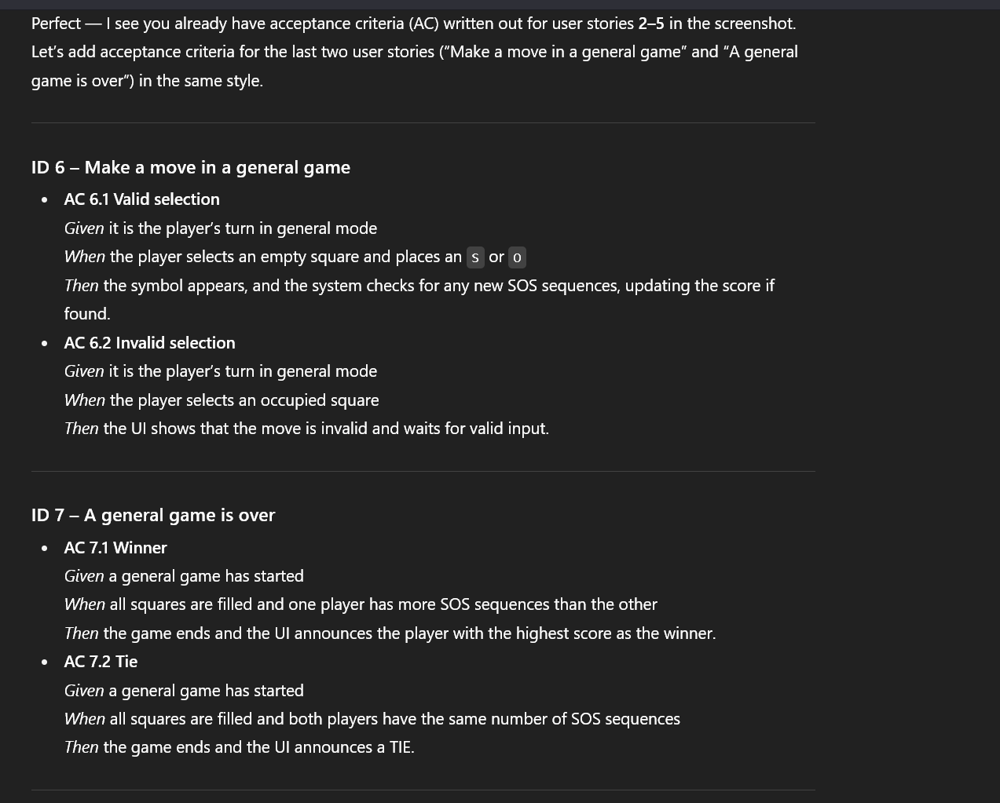 Perfect — I see you already have acceptance criteria (AC) written out for user stories 2–5 in the screenshot.
Let’s add acceptance criteria for the last two user stories (“Make a move in a general game” and “A general
game is over”) in the same style.
ID 6 – Make a move in a general game
• AC 6.1 Valid selection
Given it is the player’s turn in general mode
When the player selects an empty square and places an S or O
Then the symbol appears, and the system checks for any new SOS sequences, updating the score if
found.
• AC 6.2 Invalid selection
Given it is the player’s turn in general mode
When the player selects an occupied square
Then the UI shows that the move is invalid and waits for valid input.
ID 7 – A general game is over
• AC 7.1 Winner
Given a general game has started
When all squares are filled and one player has more SOS sequences than the other
Then the game ends and the UI announces the player with the highest score as the winner.
• AC 7.2 Tie
Given a general game has started
When all squares are filled and both players have the same number of SOS sequences
Then the game ends and the UI announces a TIE.